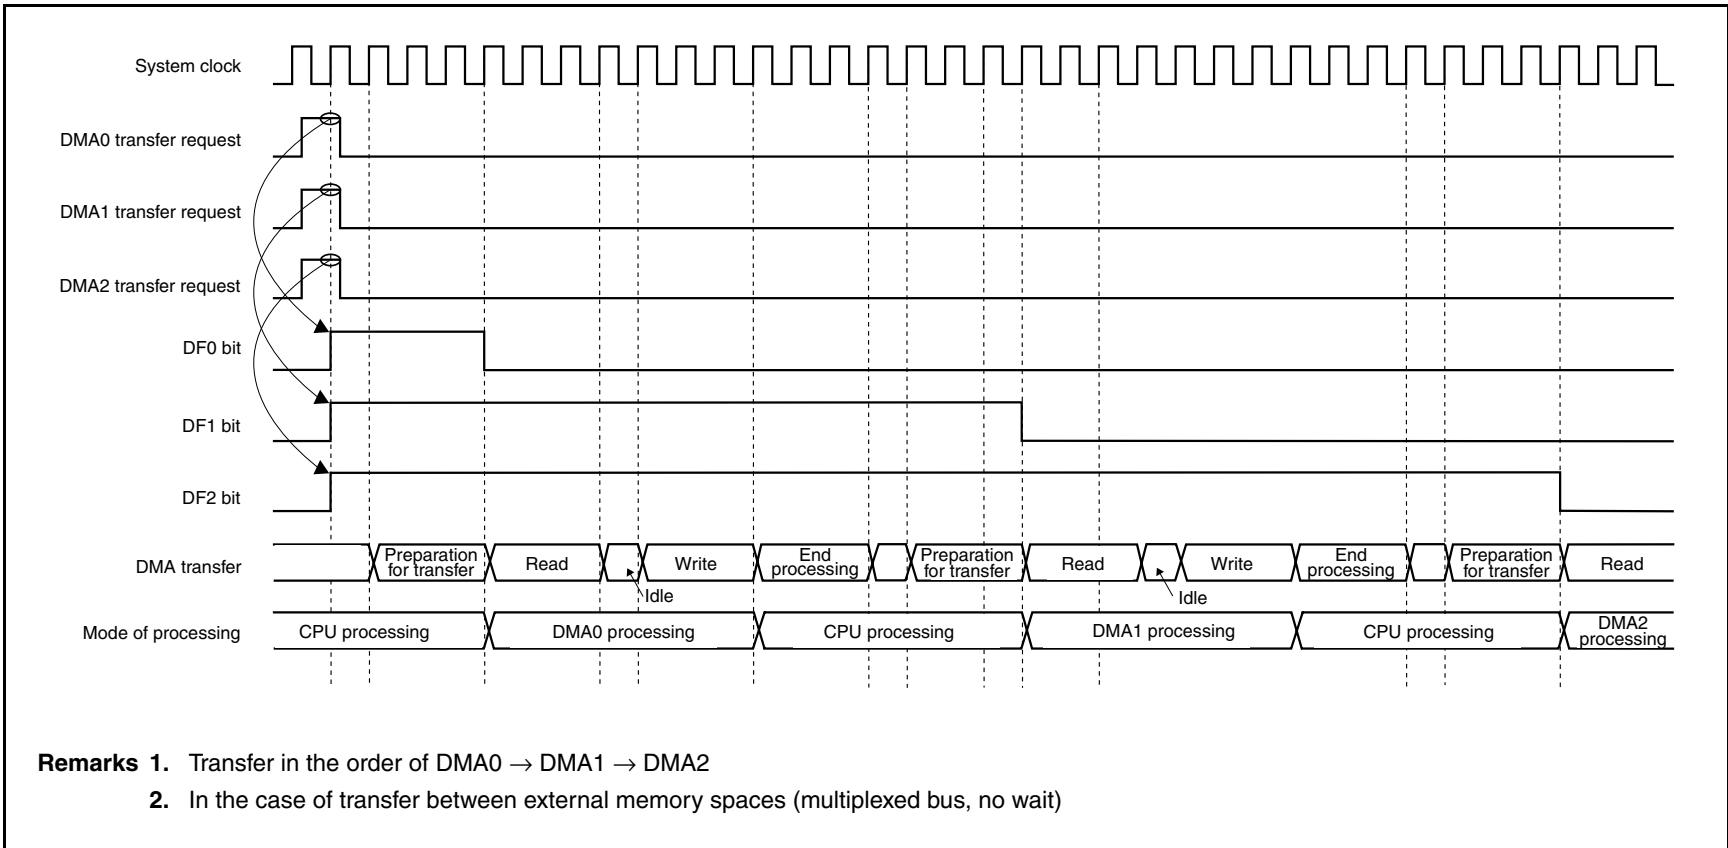 System clock
DMA0 transfer request
DMA1 transfer request
DMA2 transfer request
DF0 bit
DF1 bit
DF2 bit
DMA transfer
Preparation
for transfer
Read
Idle
Write
End
processing
Preparation
for transfer
Read
Idle
Write
End
processing
Preparation
for transfer
Read
Mode of processing
CPU processing
DMA0 processing
CPU processing
DMA1 processing
CPU processing
DMA2
processing
Remarks 1. Transfer in the order of DMA0 → DMA1 → DMA2
2. In the case of transfer between external memory spaces (multiplexed bus, no wait)